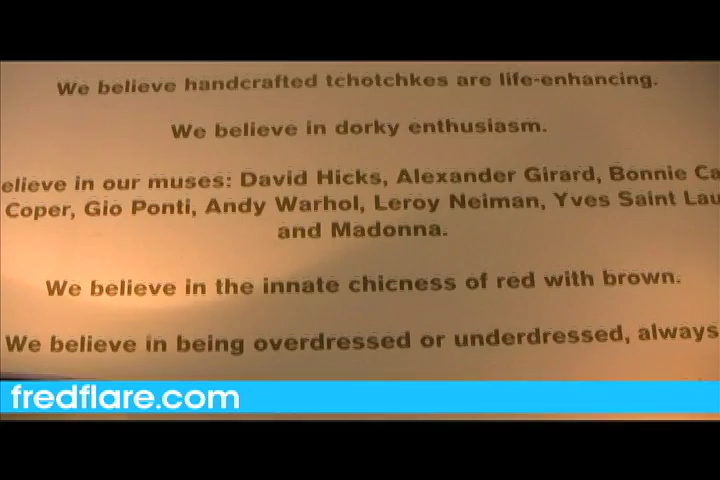 We believe handcrafted tchotchkes are life-enhancing.
We believe in dorky enthusiasm.
elieve in our muses: David Hicks, Alexander Girard, Bonnie Ca
Coper, Gio Ponti, Andy Warhol, Leroy Neiman, Yves Saint Lau
and Madonna.
We believe in the innate chicness of red with brown.
We believe in being overdressed or underdressed, always
fredflare.com